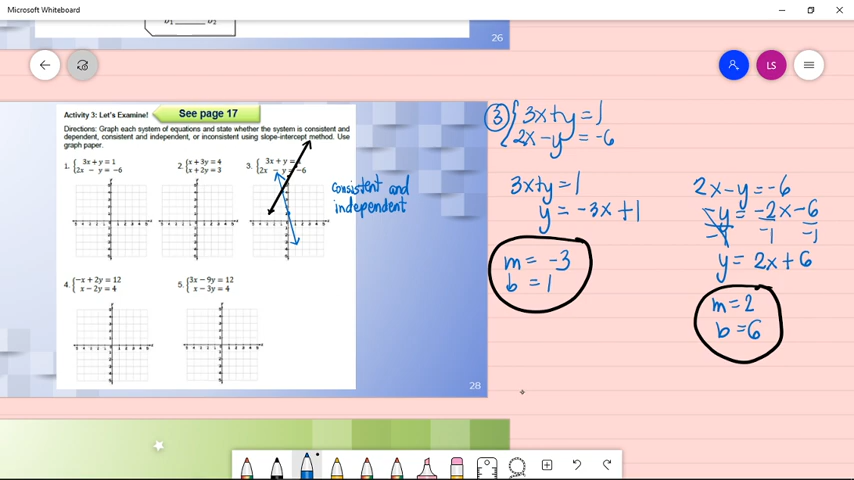 Microsoft Whiteboard
b₁ ____ b₂
26
LS
Activity 3: Let's Examine!
See page 17
Directions: Graph each system of equations and state whether the system is consistent and
dependent, consistent and independent, or inconsistent using slope-intercept method. Use
graph paper.
1. { 3x + y = 1
2x − y = −6
2. { x + 3y = 4
x + 2y = 3
3. { 3x + y =
2x − y = −6
consistent and
independent
4. { −x + 2y = 12
x − 2y = 4
5. { 3x − 9y = 12
x − 3y = 4
28
③ { 3x+y=1
2x−y=−6
3x+y=1
y = −3x+1
m = −3
b = 1
2x−y=−6
−y = −2x−6
−1 −1 −1
y = 2x+6
m=2
b=6